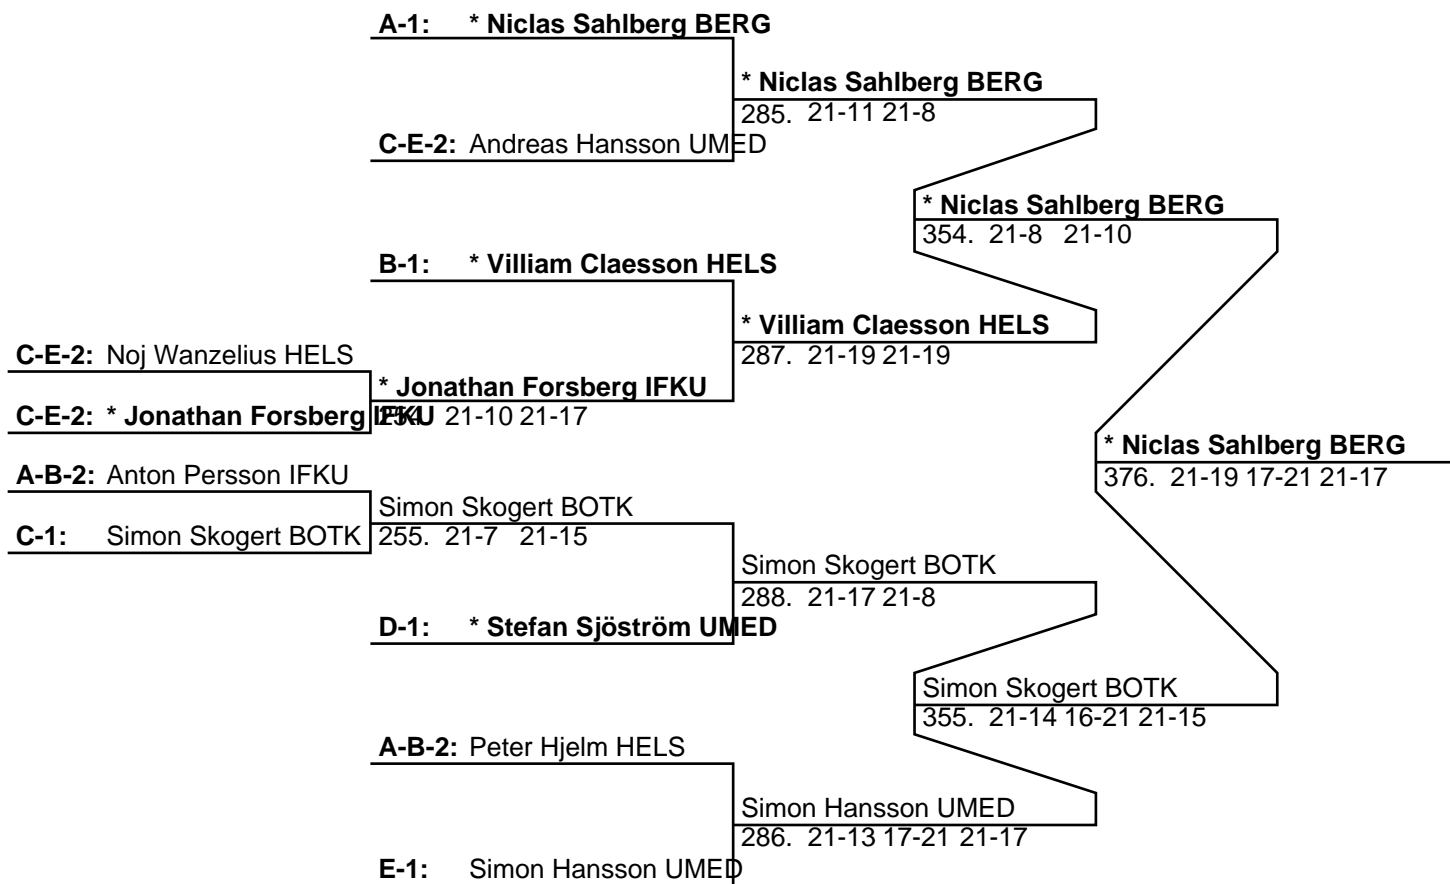 A-1: * Niclas Sahlberg BERG
* Niclas Sahlberg BERG
285. 21-11 21-8
C-E-2: Andreas Hansson UMED
* Niclas Sahlberg BERG
354. 21-8 21-10
B-1: * Villiam Claesson HELS
* Villiam Claesson HELS
287. 21-19 21-19
C-E-2: Noj Wanzelius HELS
* Jonathan Forsberg IFKU
C-E-2: * Jonathan Forsberg IFKU
254. 21-10 21-17
* Niclas Sahlberg BERG
376. 21-19 17-21 21-17
A-B-2: Anton Persson IFKU
Simon Skogert BOTK
C-1: Simon Skogert BOTK
255. 21-7 21-15
Simon Skogert BOTK
288. 21-17 21-8
D-1: * Stefan Sjöström UMED
Simon Skogert BOTK
355. 21-14 16-21 21-15
A-B-2: Peter Hjelm HELS
Simon Hansson UMED
286. 21-13 17-21 21-17
E-1: Simon Hansson UMED